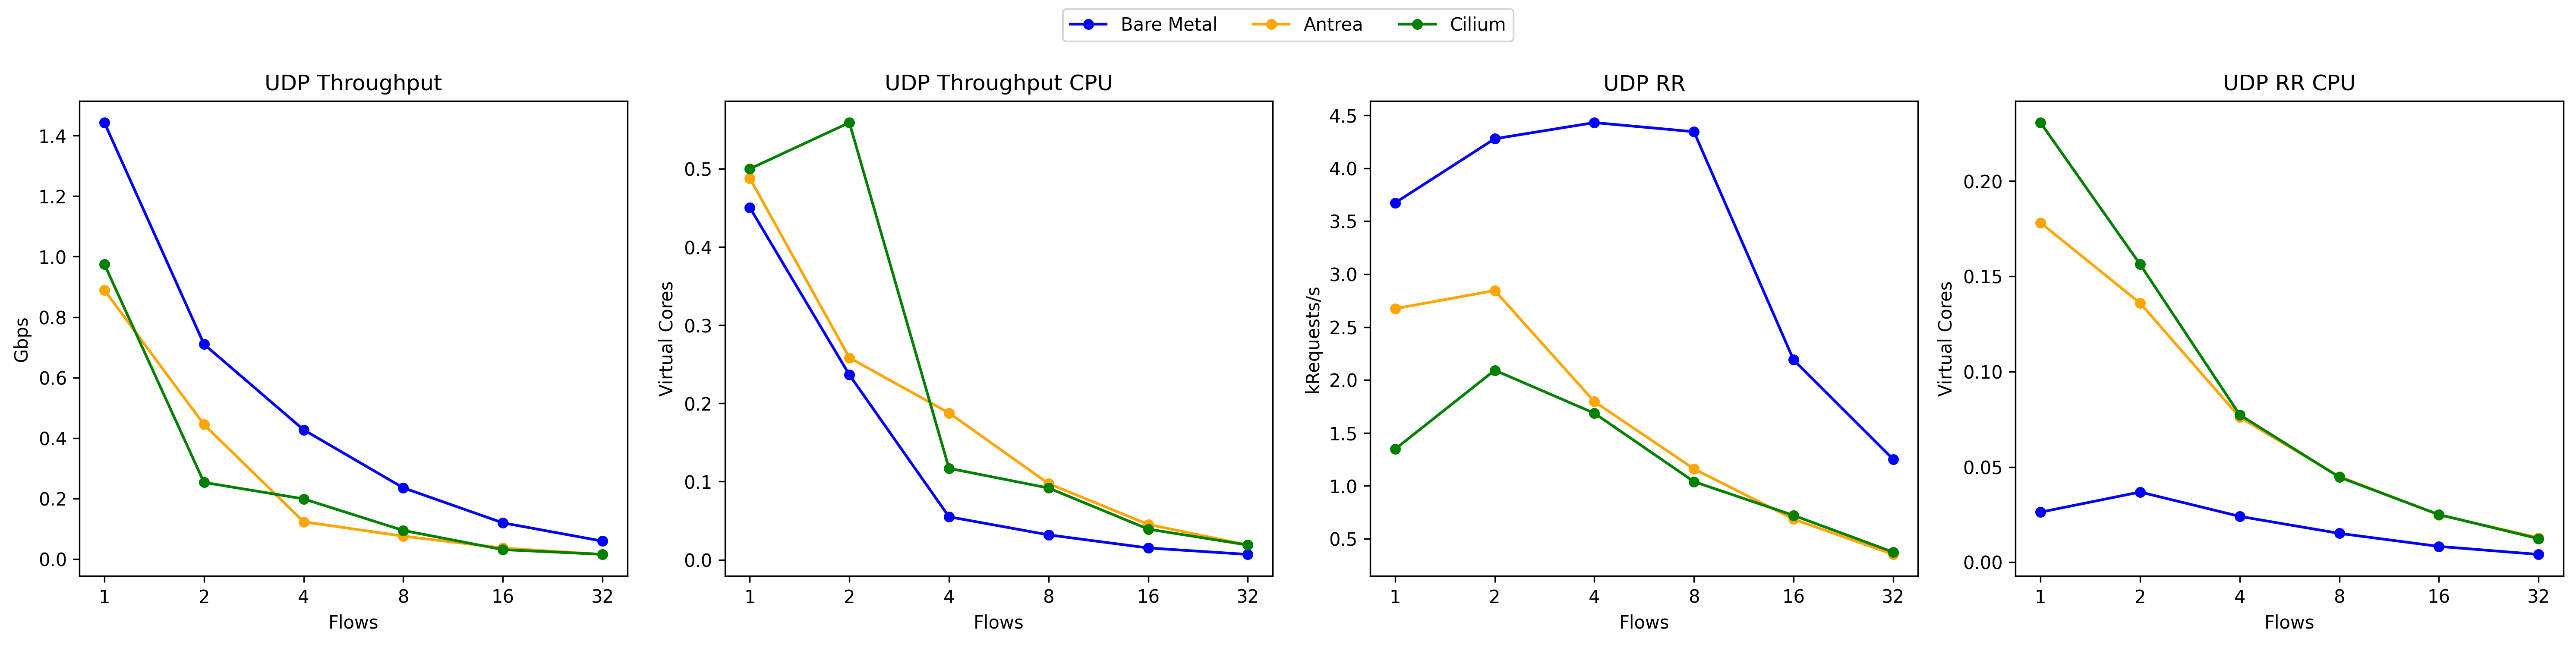 Bare Metal Antrea Cilium
UDP Throughput
Gbps
1.4
1.2
1.0
0.8
0.6
0.4
0.2
0.0
1 2 4 8 16 32
Flows
UDP Throughput CPU
Virtual Cores
0.5
0.4
0.3
0.2
0.1
0.0
1 2 4 8 16 32
Flows
UDP RR
kRequests/s
4.5
4.0
3.5
3.0
2.5
2.0
1.5
1.0
0.5
1 2 4 8 16 32
Flows
UDP RR CPU
Virtual Cores
0.20
0.15
0.10
0.05
0.00
1 2 4 8 16 32
Flows